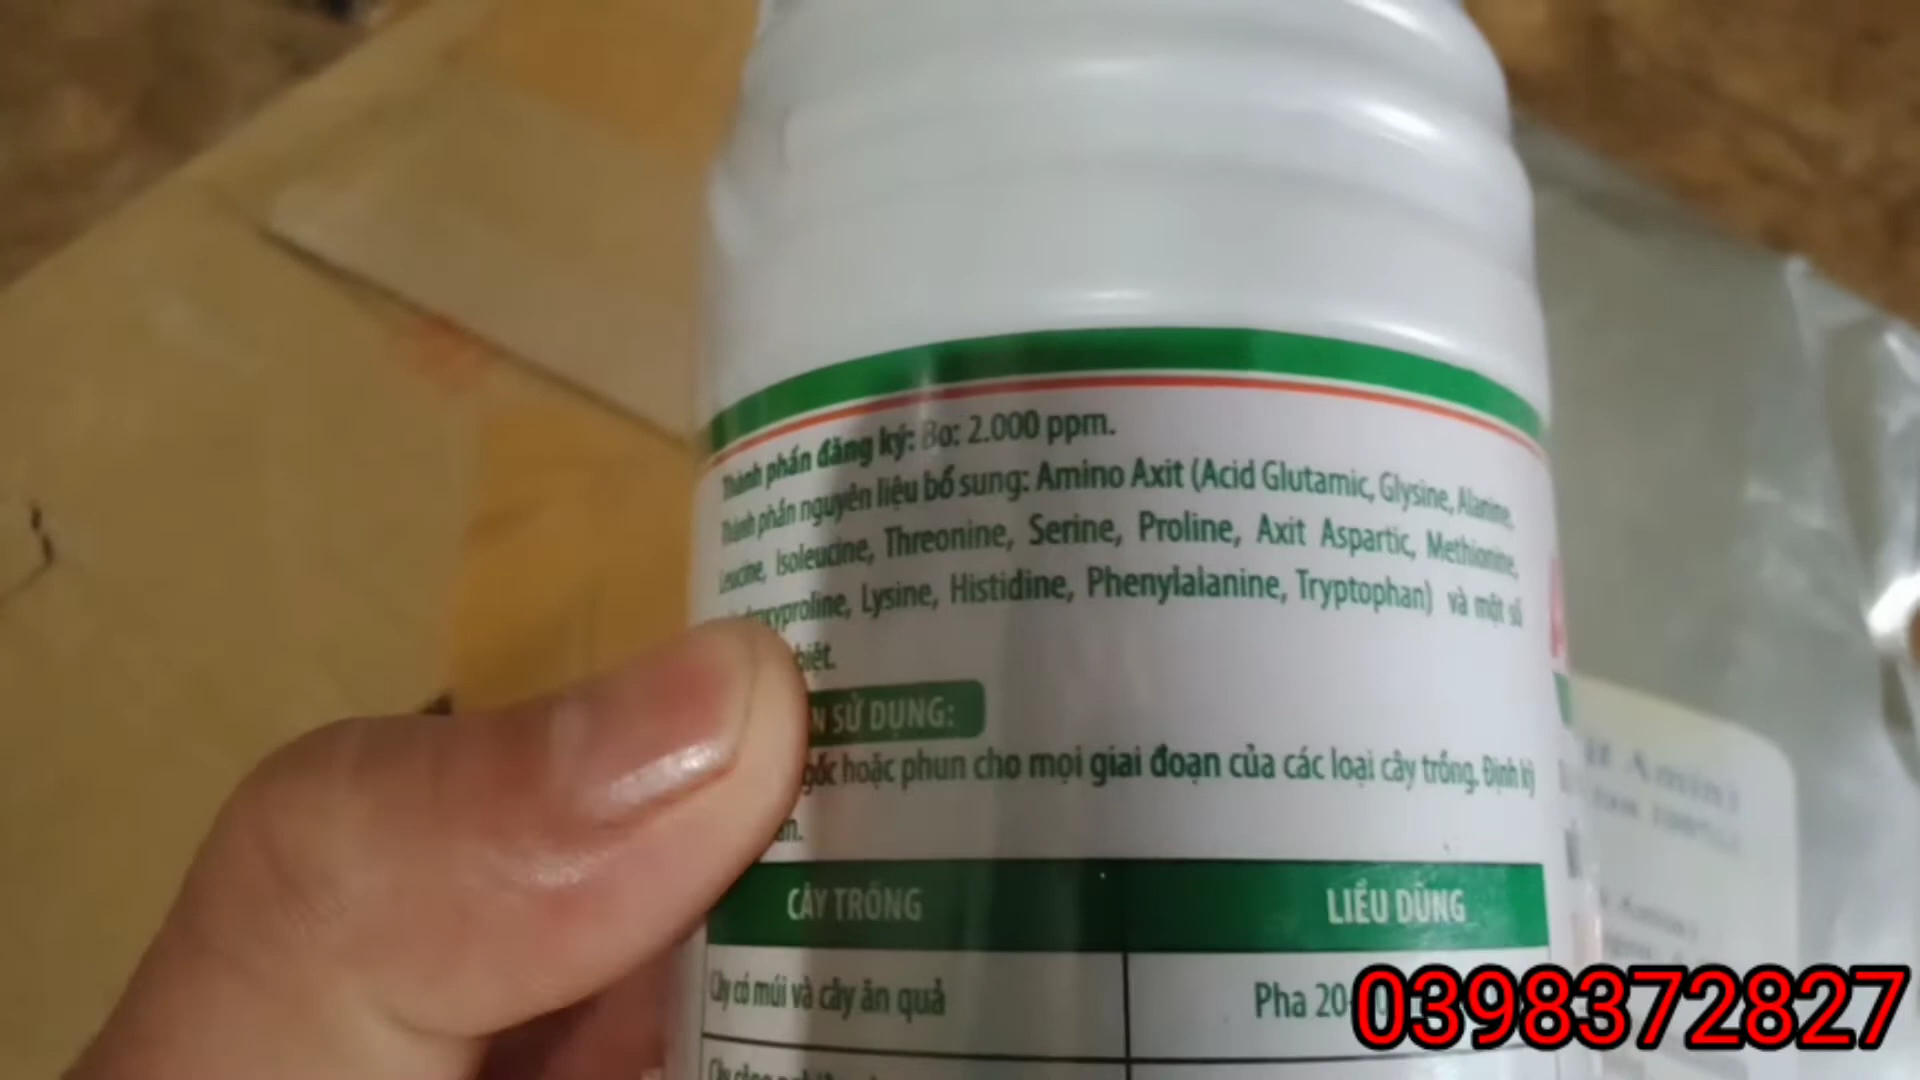 Thành phần đăng ký: Bo: 2.000 ppm.
Thành phần nguyên liệu bổ sung: Amino Axit (Acid Glutamic, Glysine, Alanine,
Leucine, Isoleucine, Threonine, Serine, Proline, Axit Aspartic, Methionine,
Lysine, Histidine, Phenylalanine, Tryptophan) và một số
biệt.
SỬ DỤNG:
gốc hoặc phun cho mọi giai đoạn của các loại cây trồng. Định kỳ
CÂY TRỒNG LIỀU DÙNG
Cây có múi và cây ăn quả Pha 20
0398372827